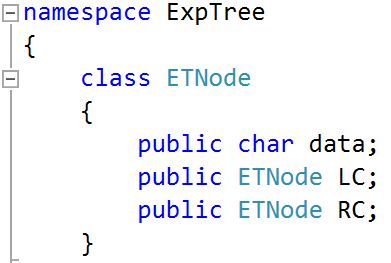 namespace ExpTree
{
    class ETNode
    {
        public char data;
        public ETNode LC;
        public ETNode RC;
    }